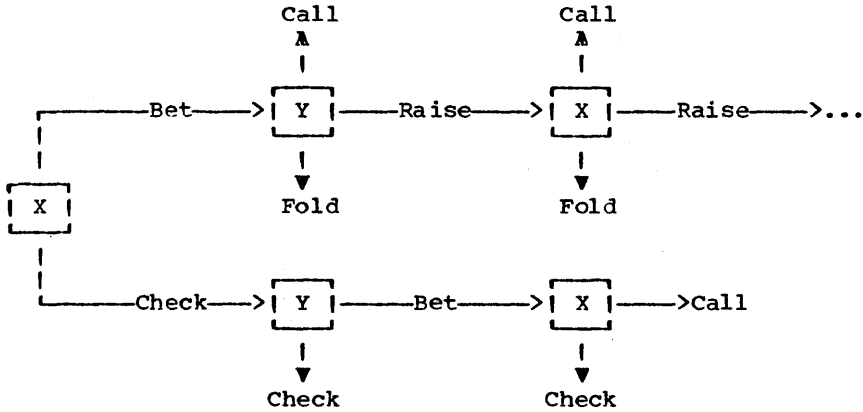 Call Call
Bet Y Raise X Raise ...
X
Fold Fold
Check Y Bet X Call
Check Check